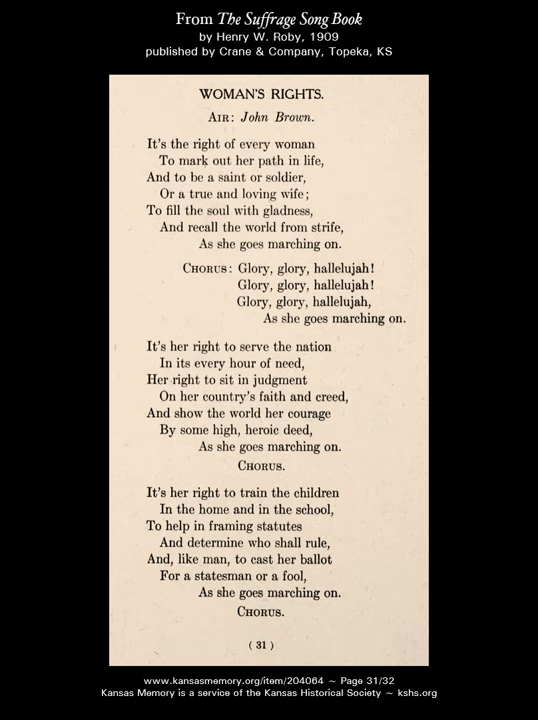 From The Suffrage Song Book
by Henry W. Roby, 1909
published by Crane & Company, Topeka, KS
WOMAN'S RIGHTS.
AIR: John Brown.
It's the right of every woman
To mark out her path in life,
And to be a saint or soldier,
Or a true and loving wife;
To fill the soul with gladness,
And recall the world from strife,
As she goes marching on.
CHORUS: Glory, glory, hallelujah!
Glory, glory, hallelujah!
Glory, glory, hallelujah,
As she goes marching on.
It's her right to serve the nation
In its every hour of need,
Her right to sit in judgment
On her country's faith and creed,
And show the world her courage
By some high, heroic deed,
As she goes marching on.
CHORUS.
It's her right to train the children
In the home and in the school,
To help in framing statutes
And determine who shall rule,
And, like man, to cast her ballot
For a statesman or a fool,
As she goes marching on.
CHORUS.
( 31 )
www.kansasmemory.org/item/204064 ~ Page 31/32
Kansas Memory is a service of the Kansas Historical Society ~ kshs.org